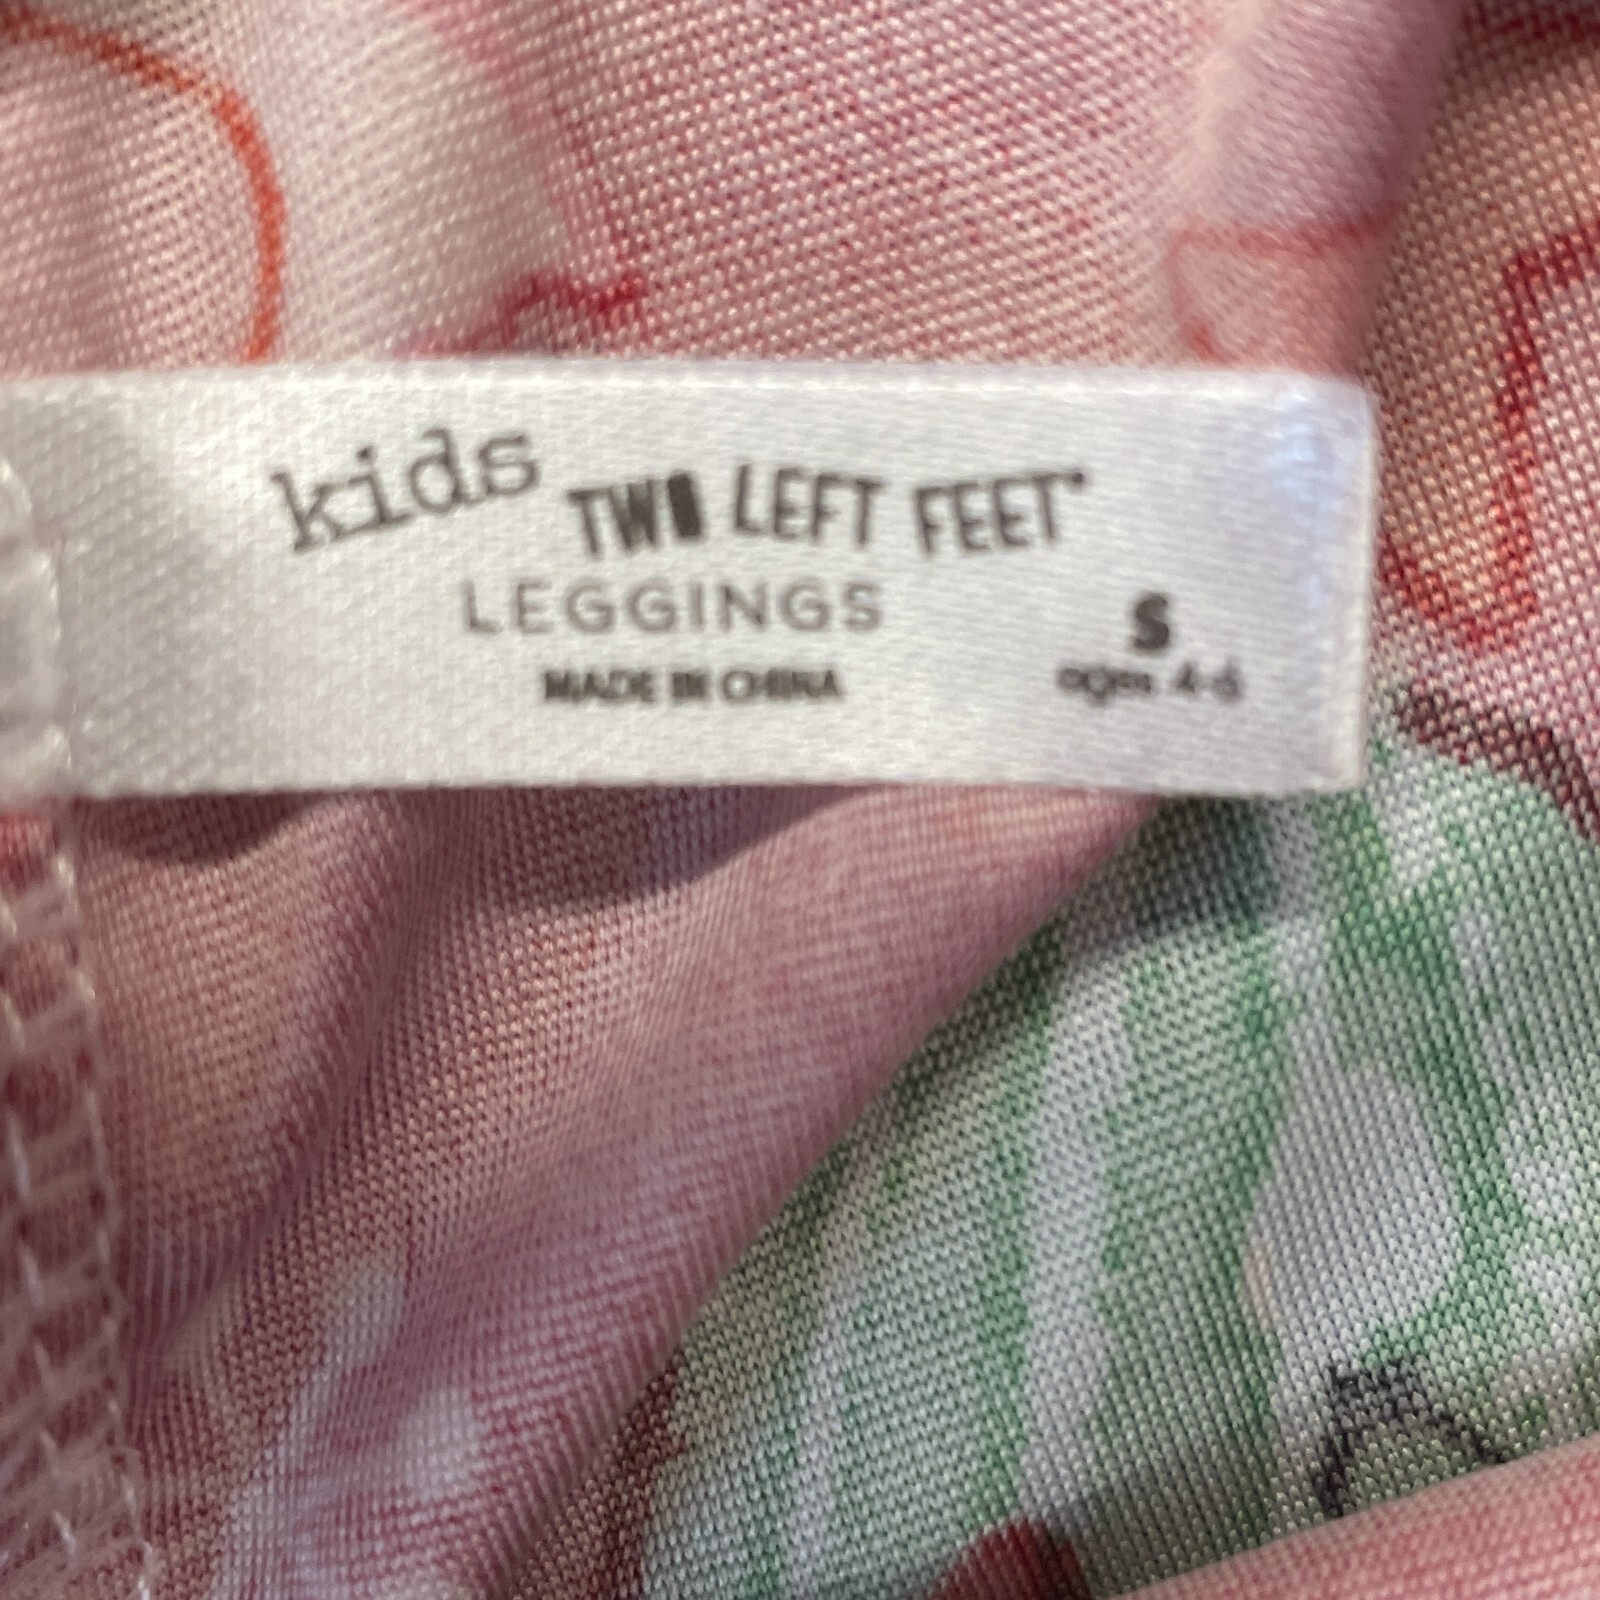 kids TWO LEFT FEET
LEGGINGS
MADE IN CHINA
S
ages 4-6